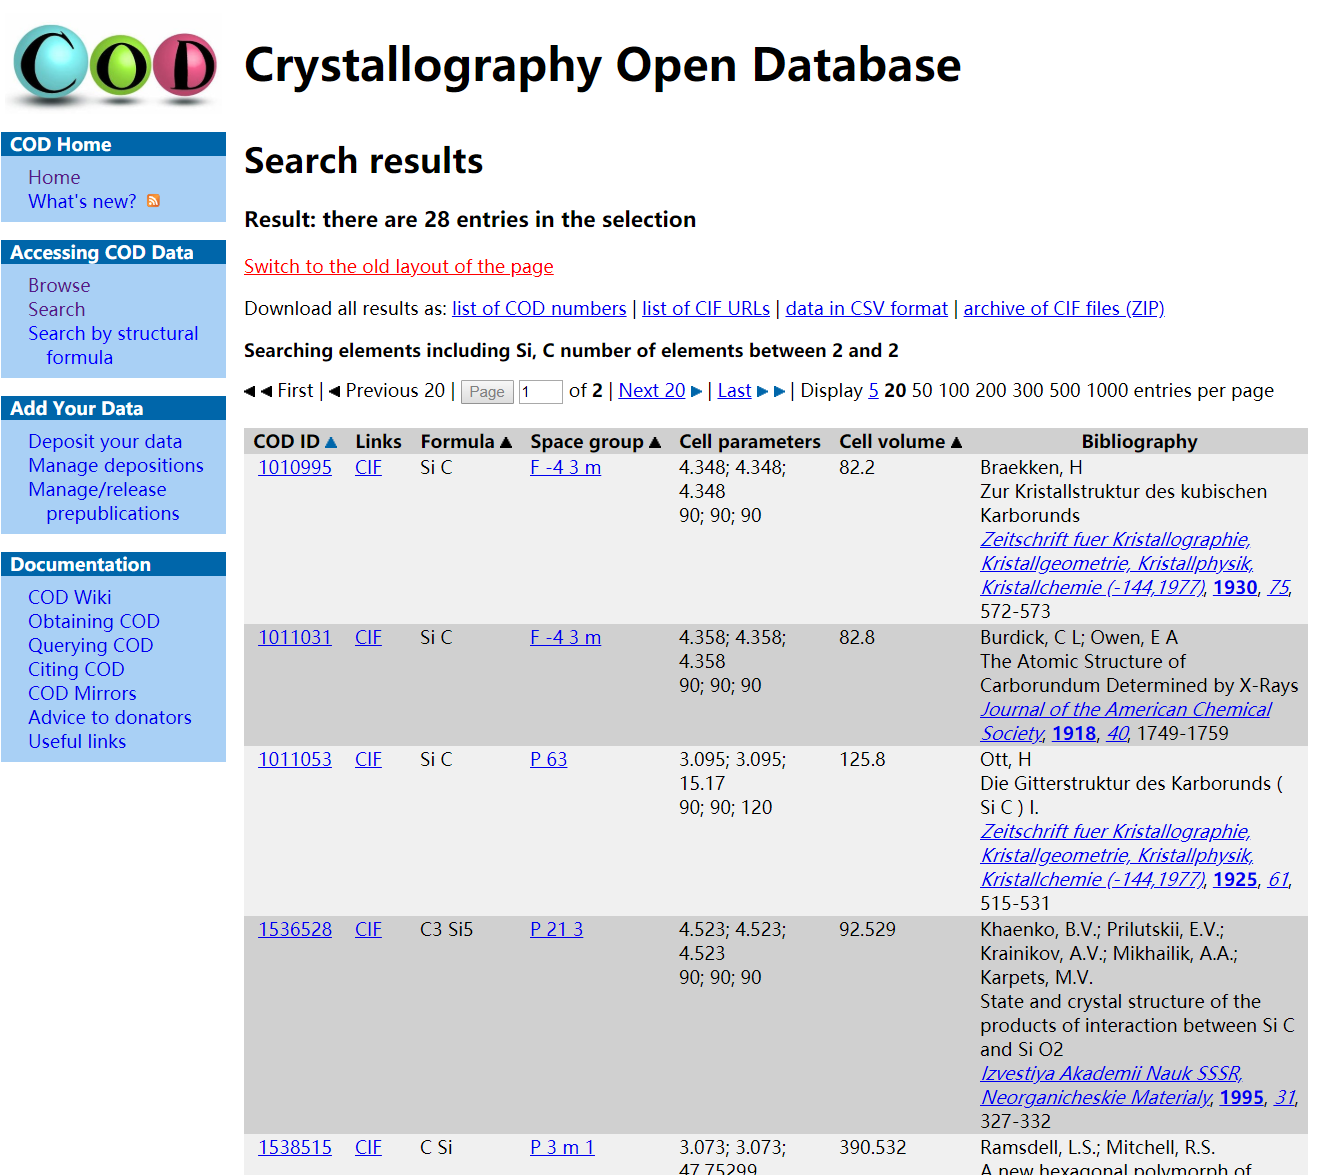 COD
Crystallography Open Database
COD Home
Home
What's new?
Accessing COD Data
Browse
Search
Search by structural
formula
Add Your Data
Deposit your data
Manage depositions
Manage/release
prepublications
Documentation
COD Wiki
Obtaining COD
Querying COD
Citing COD
COD Mirrors
Advice to donators
Useful links
Search results
Result: there are 28 entries in the selection
Switch to the old layout of the page
Download all results as: list of COD numbers | list of CIF URLs | data in CSV format | archive of CIF files (ZIP)
Searching elements including Si, C number of elements between 2 and 2
◀ ◀ First | ◀ Previous 20 | Page 1 of 2 | Next 20 ▶ | Last ▶ ▶ | Display 5 20 50 100 200 300 500 1000 entries per page
COD ID ▲ Links Formula ▲ Space group ▲ Cell parameters Cell volume ▲ Bibliography
1010995 CIF Si C F -4 3 m 4.348; 4.348; 82.2 Braekken, H
4.348 Zur Kristallstruktur des kubischen
90; 90; 90 Karborunds
Zeitschrift fuer Kristallographie,
Kristallgeometrie, Kristallphysik,
Kristallchemie (-144,1977), 1930, 75,
572-573
1011031 CIF Si C F -4 3 m 4.358; 4.358; 82.8 Burdick, C L; Owen, E A
4.358 The Atomic Structure of
90; 90; 90 Carborundum Determined by X-Rays
Journal of the American Chemical
Society, 1918, 40, 1749-1759
1011053 CIF Si C P 63 3.095; 3.095; 125.8 Ott, H
15.17 Die Gitterstruktur des Karborunds (
90; 90; 120 Si C ) I.
Zeitschrift fuer Kristallographie,
Kristallgeometrie, Kristallphysik,
Kristallchemie (-144,1977), 1925, 61,
515-531
1536528 CIF C3 Si5 P 21 3 4.523; 4.523; 92.529 Khaenko, B.V.; Prilutskii, E.V.;
4.523 Krainikov, A.V.; Mikhailik, A.A.;
90; 90; 90 Karpets, M.V.
State and crystal structure of the
products of interaction between Si C
and Si O2
Izvestiya Akademii Nauk SSSR,
Neorganicheskie Materialy, 1995, 31,
327-332
1538515 CIF C Si P 3 m 1 3.073; 3.073; 390.532 Ramsdell, L.S.; Mitchell, R.S.
47.75299 A new hexagonal polymorph of